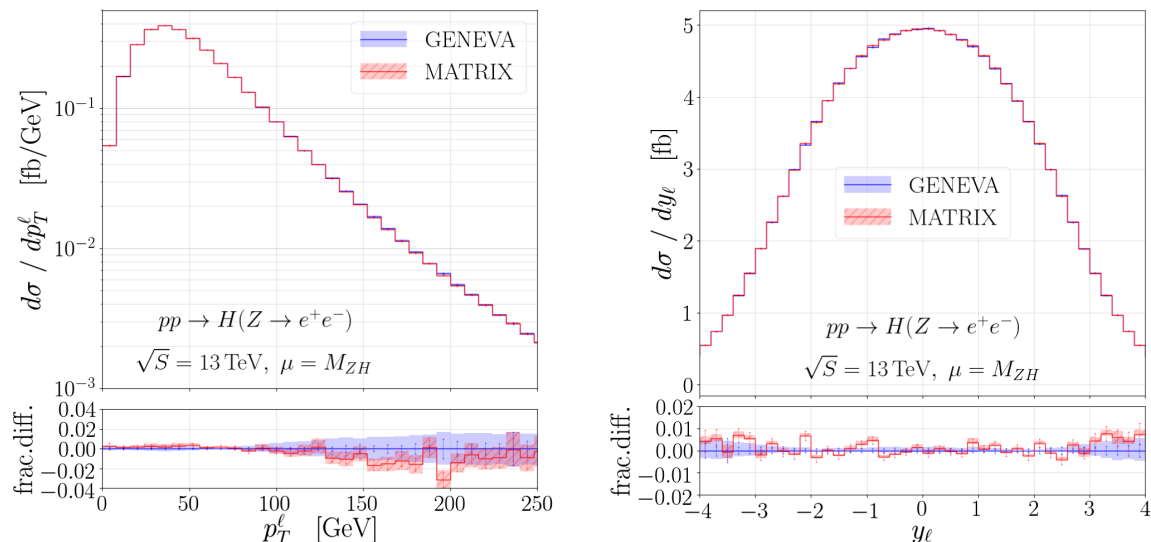 GENEVA
MATRIX
dσ / dp_T^ℓ [fb/GeV]
10^{-1}
10^{-2}
10^{-3}
pp → H(Z → e^+e^-)
√S = 13 TeV, μ = M_{ZH}
frac.diff.
0.04
0.02
0.00
−0.02
−0.04
0 50 100 150 200 250
p_T^ℓ [GeV]
GENEVA
MATRIX
dσ / dy_ℓ [fb]
5
4
3
2
1
0
pp → H(Z → e^+e^-)
√S = 13 TeV, μ = M_{ZH}
frac.diff.
0.02
0.01
0.00
−0.01
−0.02
−4 −3 −2 −1 0 1 2 3 4
y_ℓ